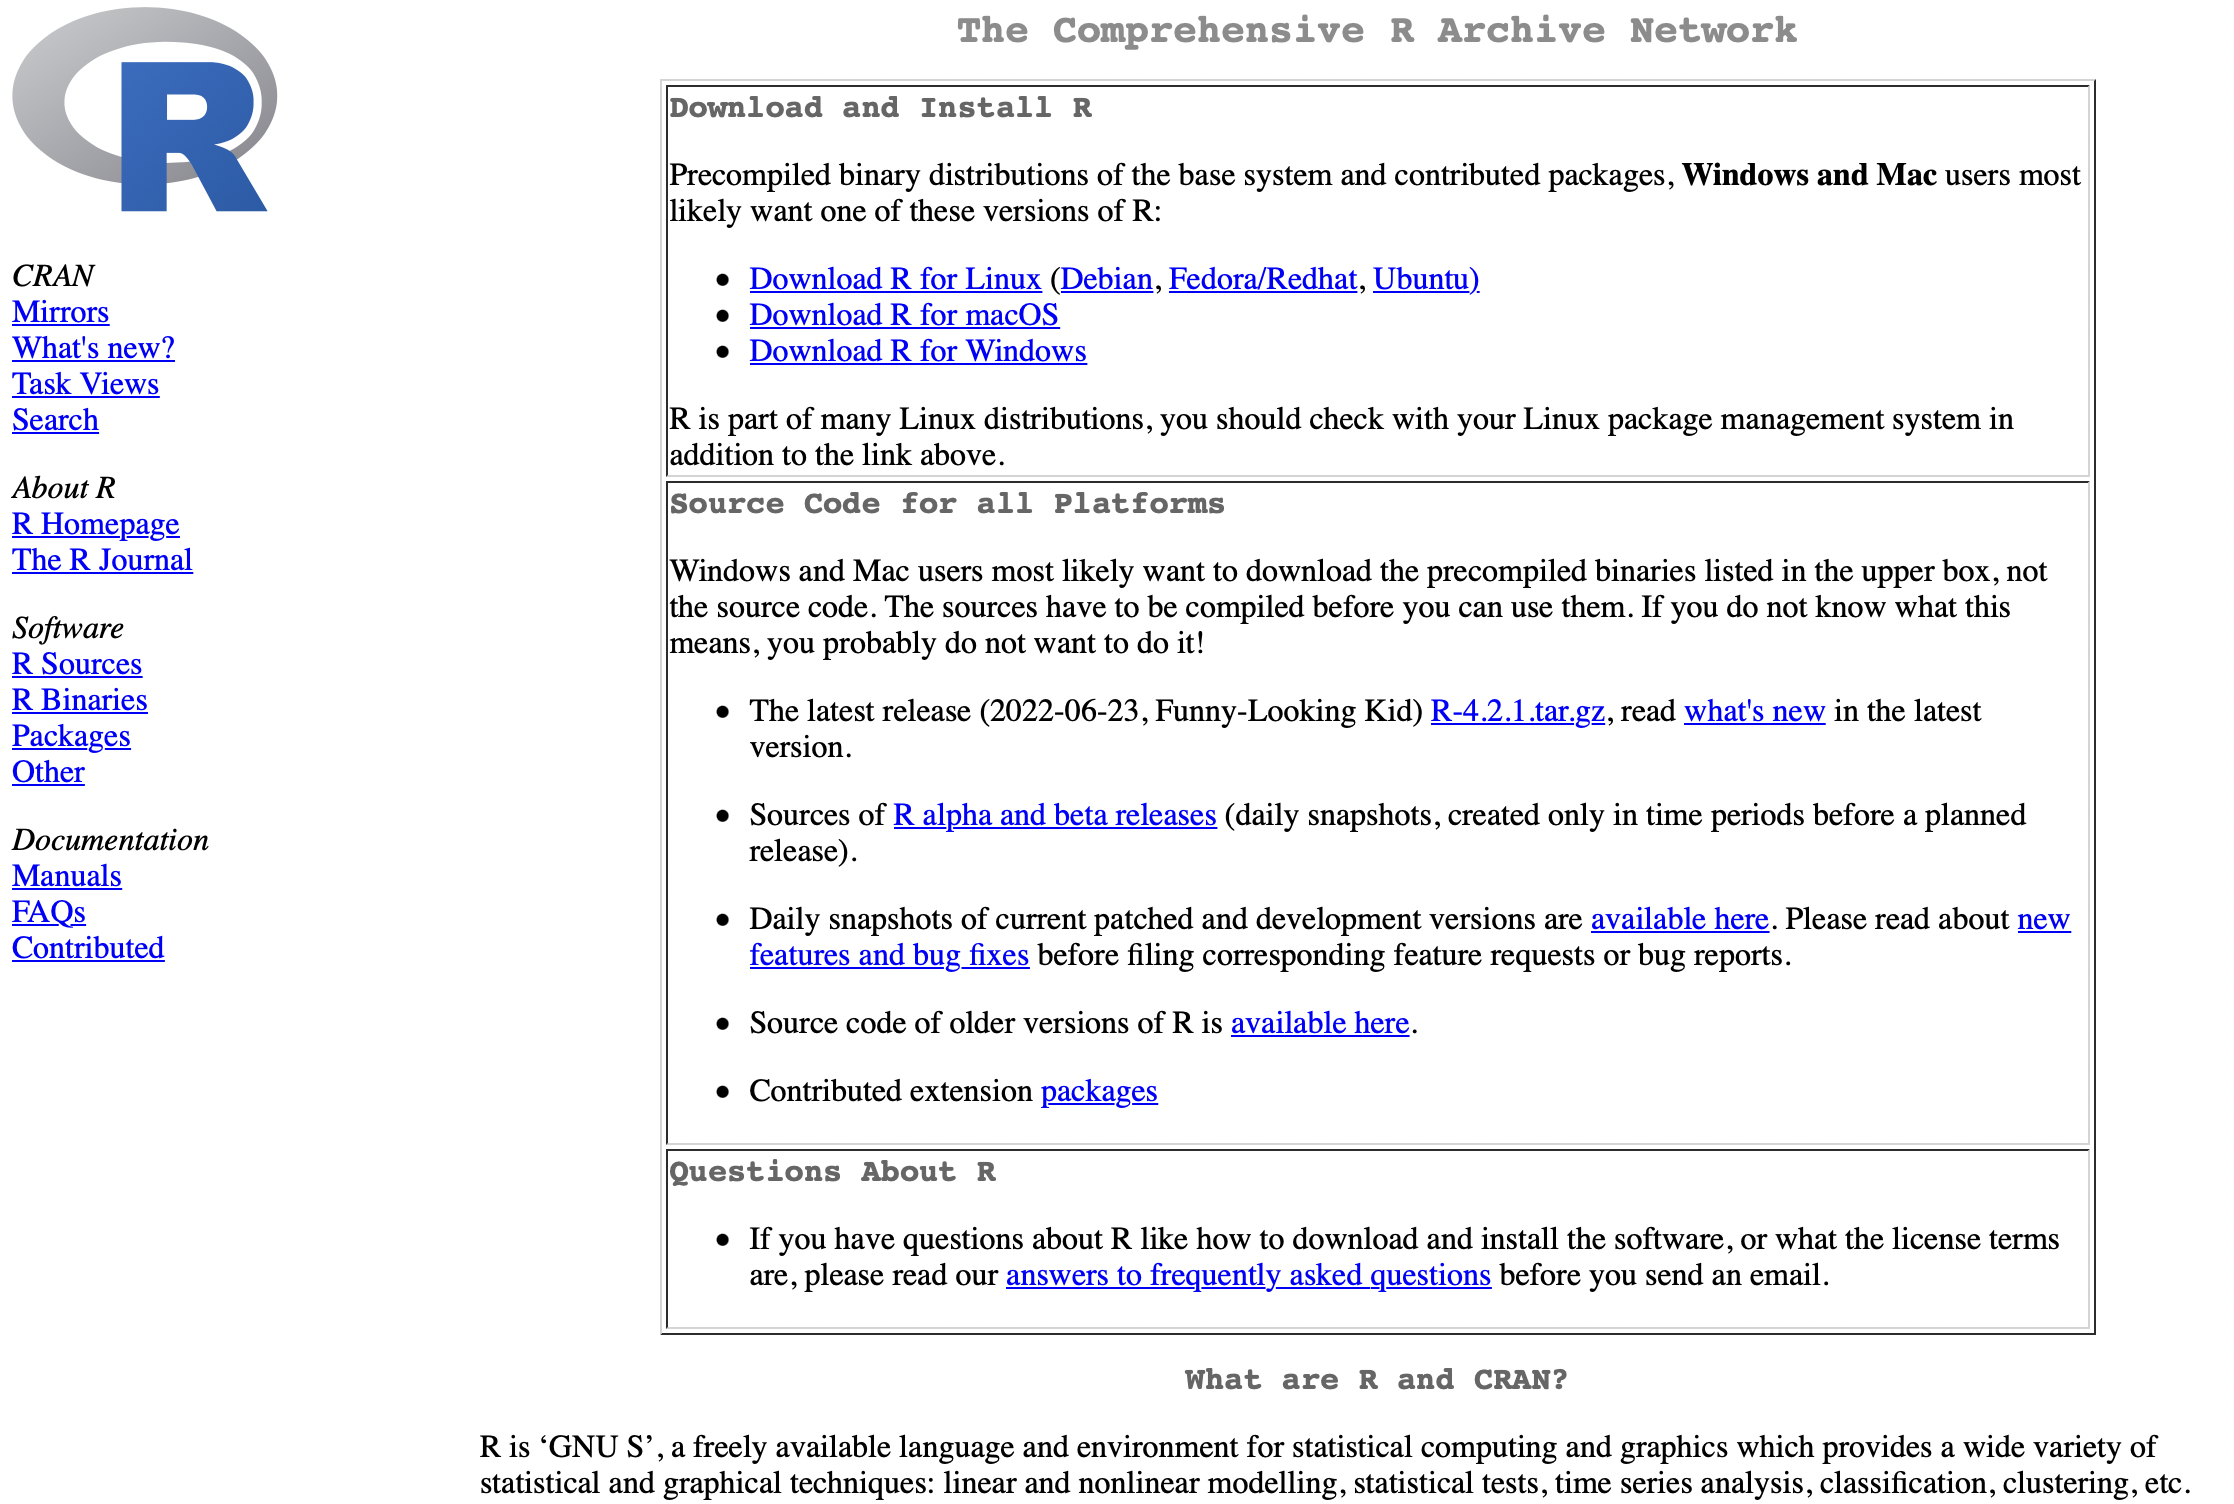 R
CRAN
Mirrors
What's new?
Task Views
Search
About R
R Homepage
The R Journal
Software
R Sources
R Binaries
Packages
Other
Documentation
Manuals
FAQs
Contributed
The Comprehensive R Archive Network
Download and Install R
Precompiled binary distributions of the base system and contributed packages, Windows and Mac users most
likely want one of these versions of R:
• Download R for Linux (Debian, Fedora/Redhat, Ubuntu)
• Download R for macOS
• Download R for Windows
R is part of many Linux distributions, you should check with your Linux package management system in
addition to the link above.
Source Code for all Platforms
Windows and Mac users most likely want to download the precompiled binaries listed in the upper box, not
the source code. The sources have to be compiled before you can use them. If you do not know what this
means, you probably do not want to do it!
• The latest release (2022-06-23, Funny-Looking Kid) R-4.2.1.tar.gz, read what's new in the latest
version.
• Sources of R alpha and beta releases (daily snapshots, created only in time periods before a planned
release).
• Daily snapshots of current patched and development versions are available here. Please read about new
features and bug fixes before filing corresponding feature requests or bug reports.
• Source code of older versions of R is available here.
• Contributed extension packages
Questions About R
• If you have questions about R like how to download and install the software, or what the license terms
are, please read our answers to frequently asked questions before you send an email.
What are R and CRAN?
R is ‘GNU S’, a freely available language and environment for statistical computing and graphics which provides a wide variety of
statistical and graphical techniques: linear and nonlinear modelling, statistical tests, time series analysis, classification, clustering, etc.